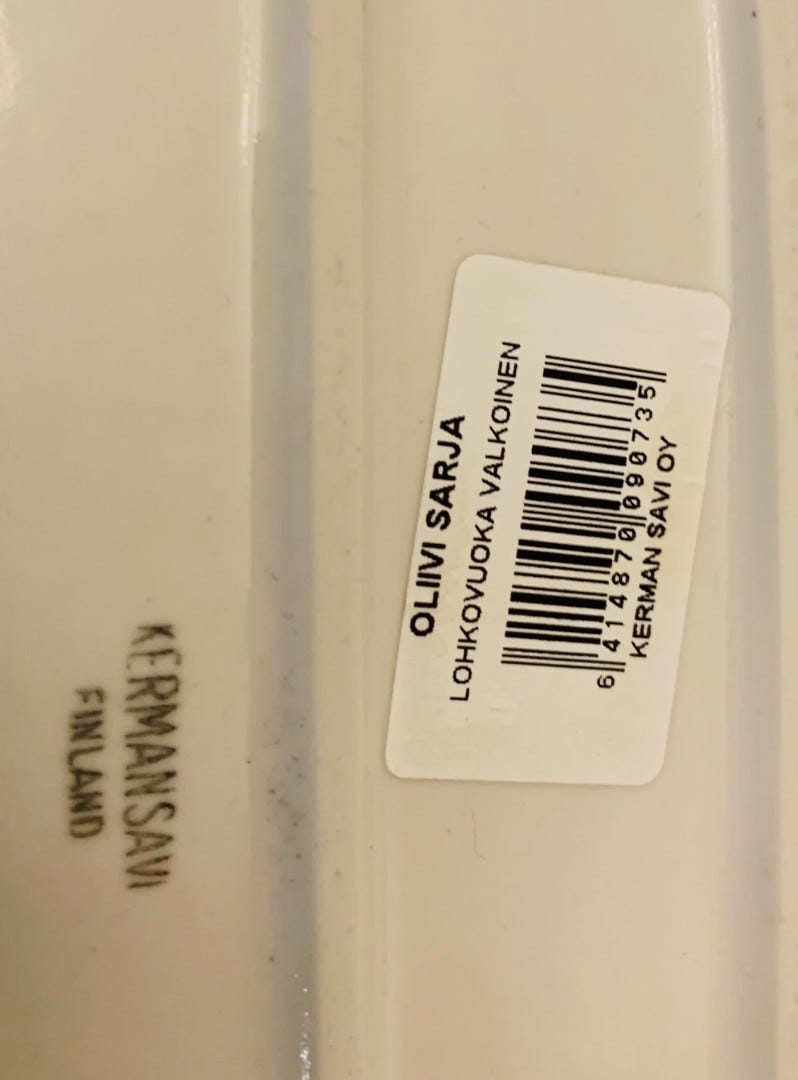 OLIIVI SARJA
LOHKOVUOKA VALKOINEN
6 414870 090735
KERMAN SAVI OY
KERMANSAVI
FINLAND